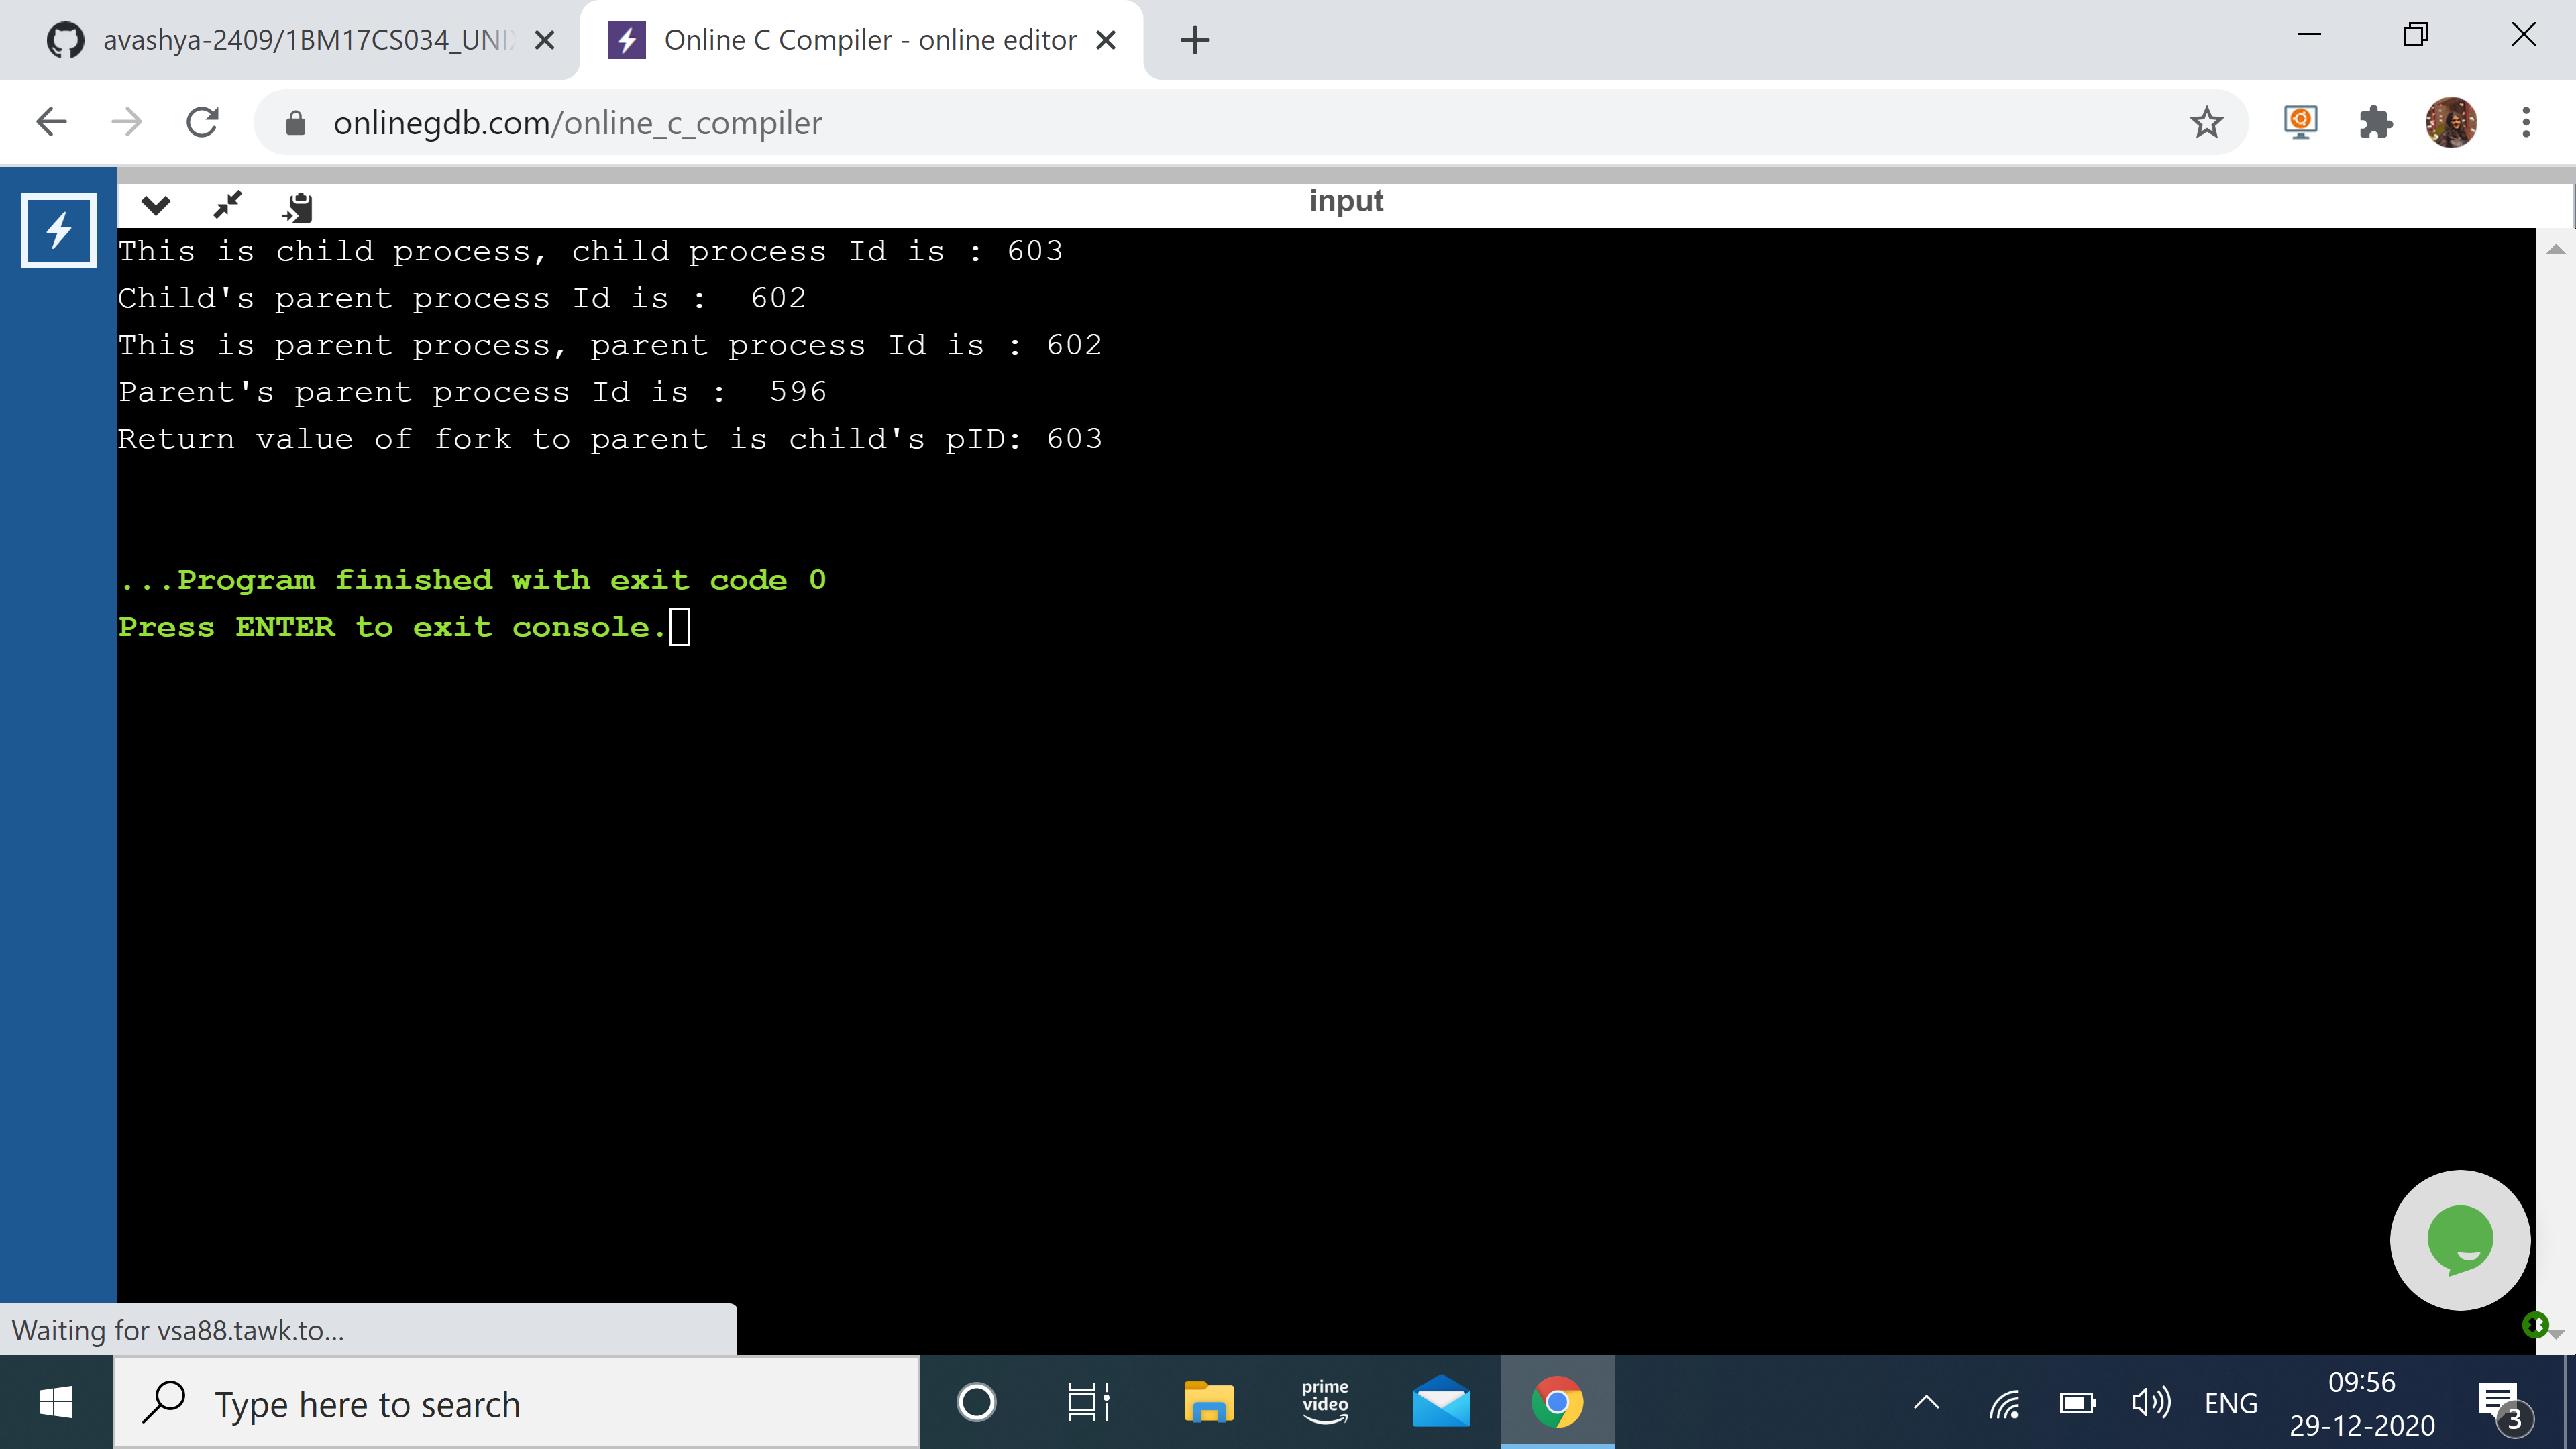 avashya-2409/1BM17CS034_UNI
Online C Compiler - online editor
onlinegdb.com/online_c_compiler
input
This is child process, child process Id is : 603
Child's parent process Id is :  602
This is parent process, parent process Id is : 602
Parent's parent process Id is :  596
Return value of fork to parent is child's pID: 603
...Program finished with exit code 0
Press ENTER to exit console.
Waiting for vsa88.tawk.to...
Type here to search
prime
video
ENG
09:56
29-12-2020
3